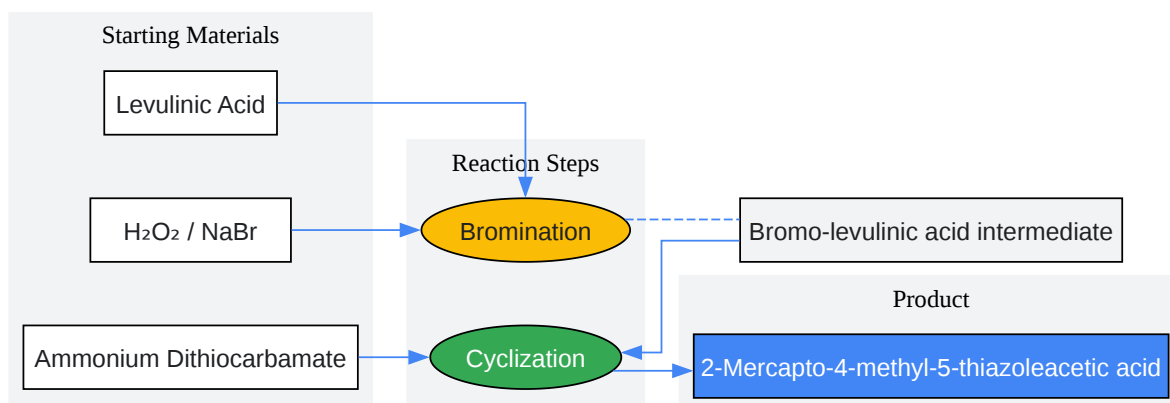 Starting Materials
Levulinic Acid
Reaction Steps
H₂O₂ / NaBr
Bromination
Bromo-levulinic acid intermediate
Product
Ammonium Dithiocarbamate
Cyclization
2-Mercapto-4-methyl-5-thiazoleacetic acid